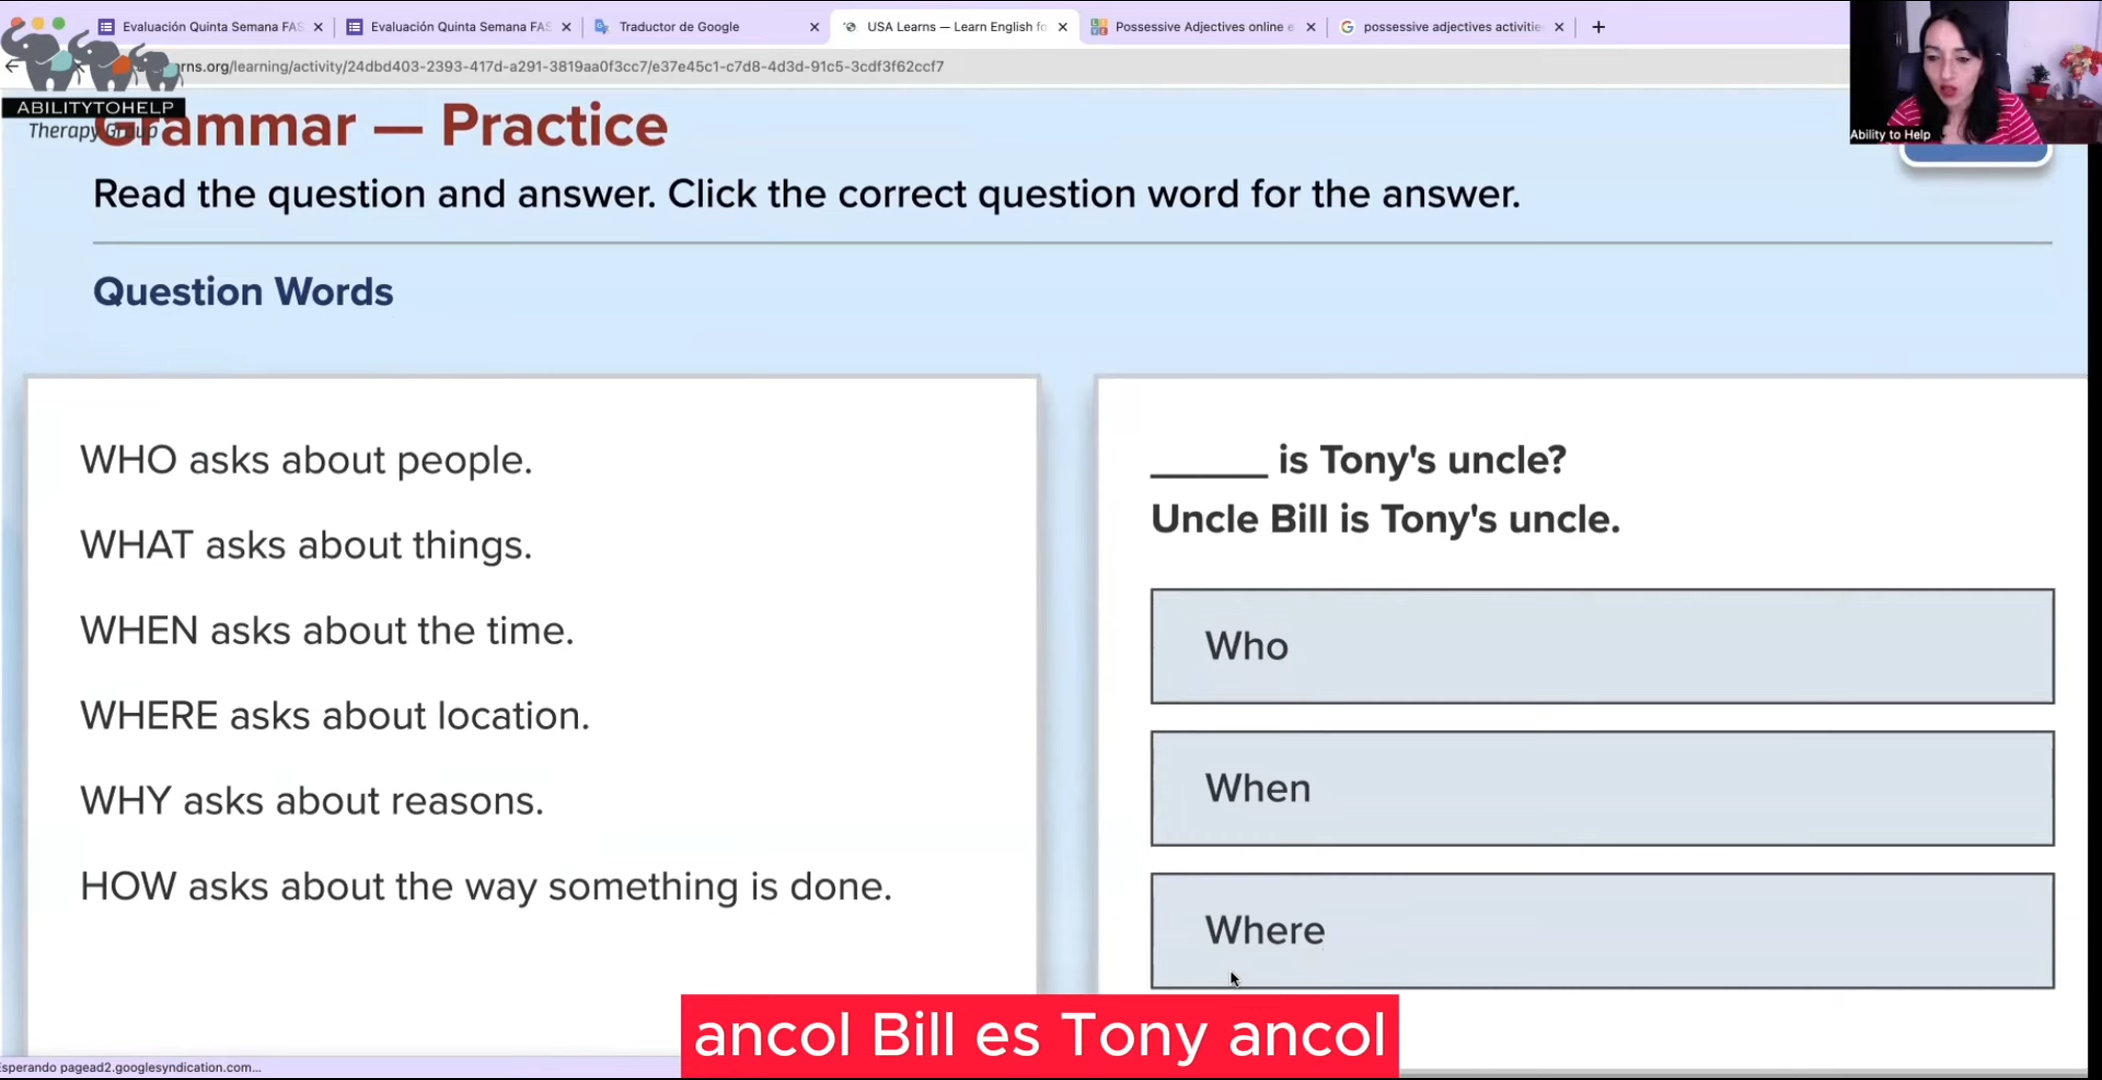 Evaluación Quinta Semana FAS
Evaluación Quinta Semana FAS
Traductor de Google
USA Learns — Learn English fo
Possessive Adjectives online e
possessive adjectives activitie
rns.org/learning/activity/24dbd403-2393-417d-a291-3819aa0f3cc7/e37e45c1-c7d8-4d3d-91c5-3cdf3f62ccf7
ABILITYTOHELP
Therapy Group
Ability to Help
Grammar — Practice
Read the question and answer. Click the correct question word for the answer.
Question Words
WHO asks about people.
WHAT asks about things.
WHEN asks about the time.
WHERE asks about location.
WHY asks about reasons.
HOW asks about the way something is done.
_____ is Tony's uncle?
Uncle Bill is Tony's uncle.
Who
When
Where
ancol Bill es Tony ancol
sperando pagead2.googlesyndication.com...